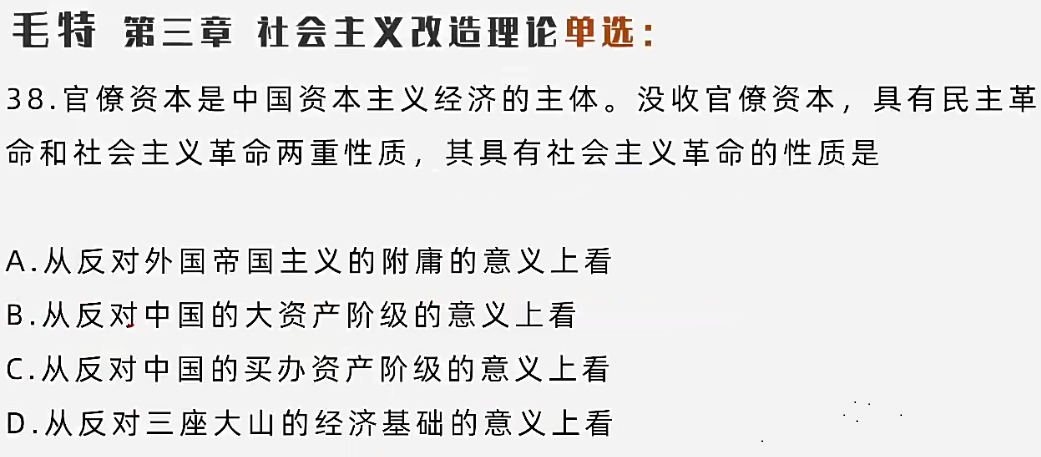 毛特 第三章 社会主义改造理论单选：
38.官僚资本是中国资本主义经济的主体。没收官僚资本，具有民主革
命和社会主义革命两重性质，其具有社会主义革命的性质是
A.从反对外国帝国主义的附庸的意义上看
B.从反对中国的大资产阶级的意义上看
C.从反对中国的买办资产阶级的意义上看
D.从反对三座大山的经济基础的意义上看